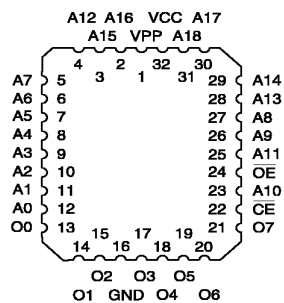 A12 A16 VCC A17
A15 VPP A18
4 3 2 1 32 31 30
A7 5 29 A14
A6 6 28 A13
A5 7 27 A8
A4 8 26 A9
A3 9 25 A11
A2 10 24 OE
A1 11 23 A10
A0 12 22 CE
O0 13 21 O7
14 15 16 17 18 19 20
O2 O3 O5
O1 GND O4 O6